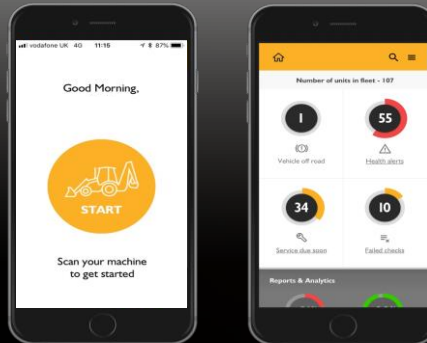 vodafone UK 4G 11:15 87%
Good Morning,
START
Scan your machine
to get started
Number of units in fleet - 107
1
Vehicle off road
55
Health alerts
34
Service due soon
10
Failed checks
Reports & Analytics